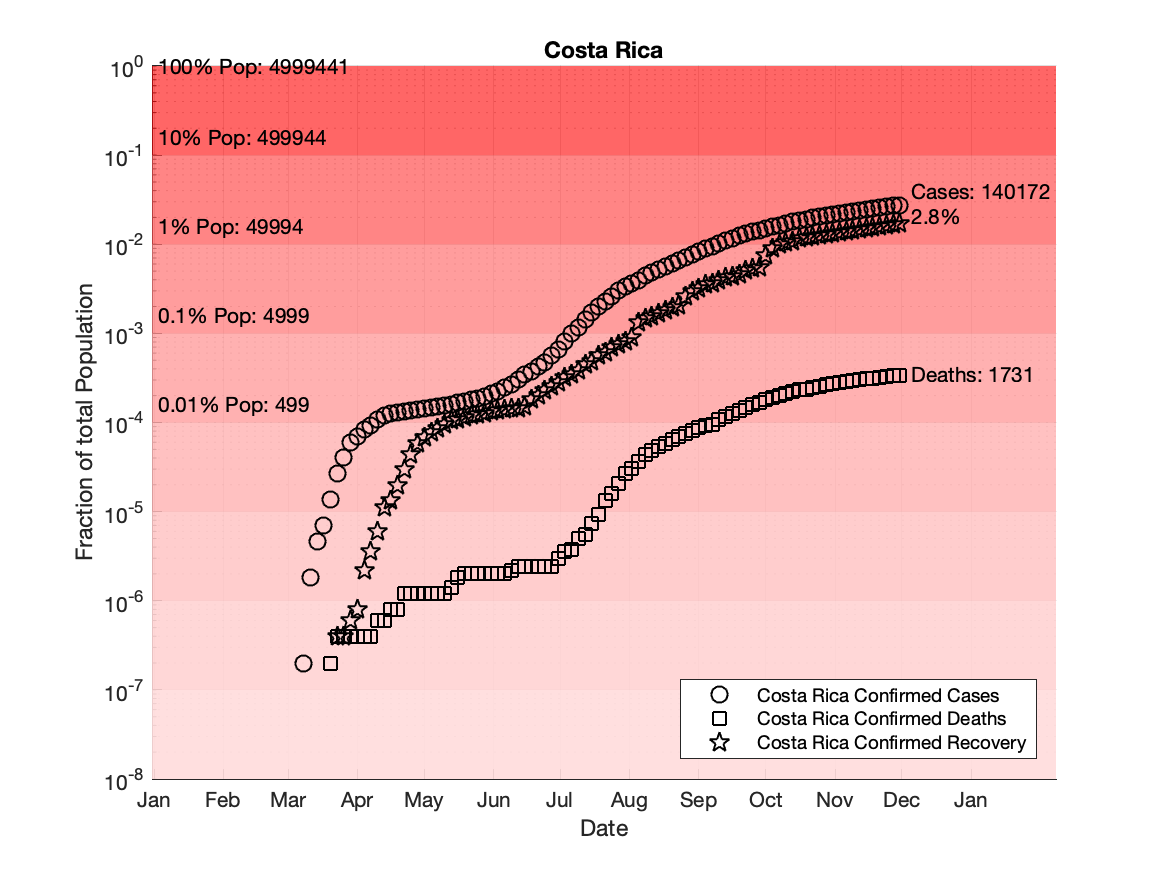 Costa Rica
10^0
100% Pop: 4999441
10% Pop: 499944
10^-1
Cases: 140172
2.8%
1% Pop: 49994
10^-2
0.1% Pop: 4999
10^-3
Deaths: 1731
0.01% Pop: 499
10^-4
10^-5
10^-6
10^-7
10^-8
Fraction of total Population
Costa Rica Confirmed Cases
Costa Rica Confirmed Deaths
Costa Rica Confirmed Recovery
Jan Feb Mar Apr May Jun Jul Aug Sep Oct Nov Dec Jan
Date